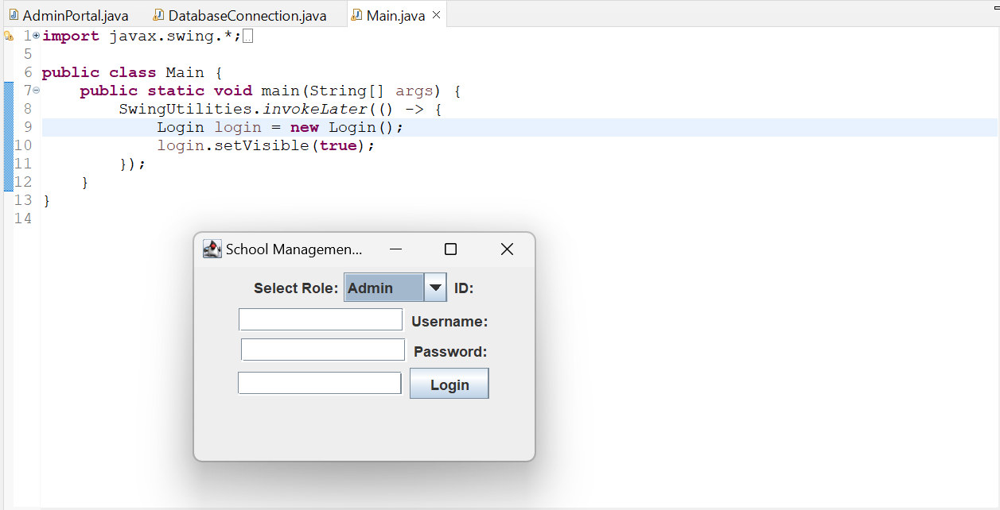 AdminPortal.java DatabaseConnection.java Main.java
1 import javax.swing.*;
5
6 public class Main {
7 public static void main(String[] args) {
8 SwingUtilities.invokeLater(() -> {
9 Login login = new Login();
10 login.setVisible(true);
11 });
12 }
13 }
14
School Managemen...
Select Role: Admin ID:
Username:
Password:
Login